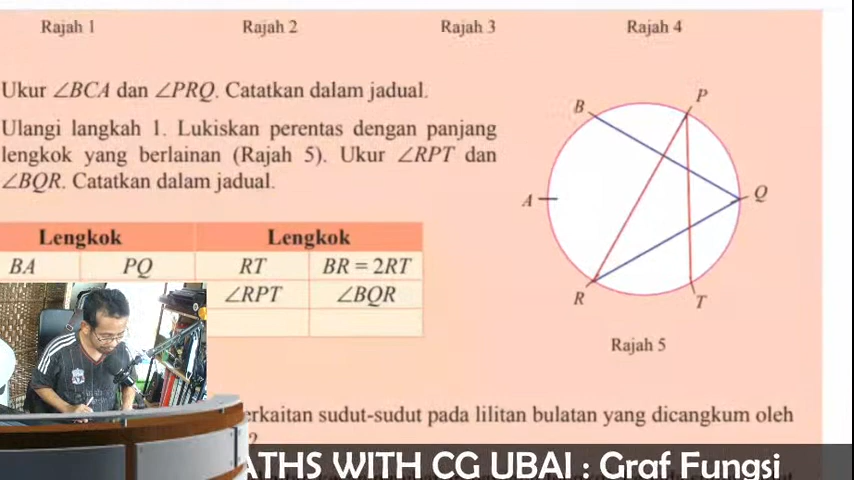 Rajah 1 Rajah 2 Rajah 3 Rajah 4
Ukur ∠BCA dan ∠PRQ. Catatkan dalam jadual.
Ulangi langkah 1. Lukiskan perentas dengan panjang
lengkok yang berlainan (Rajah 5). Ukur ∠RPT dan
∠BQR. Catatkan dalam jadual.
Lengkok Lengkok
BA PQ RT BR = 2RT
∠RPT ∠BQR
B
P
A
Q
R
T
Rajah 5
erkaitan sudut-sudut pada lilitan bulatan yang dicangkum oleh
?
ATHS WITH CG UBAI : Graf Fungsi